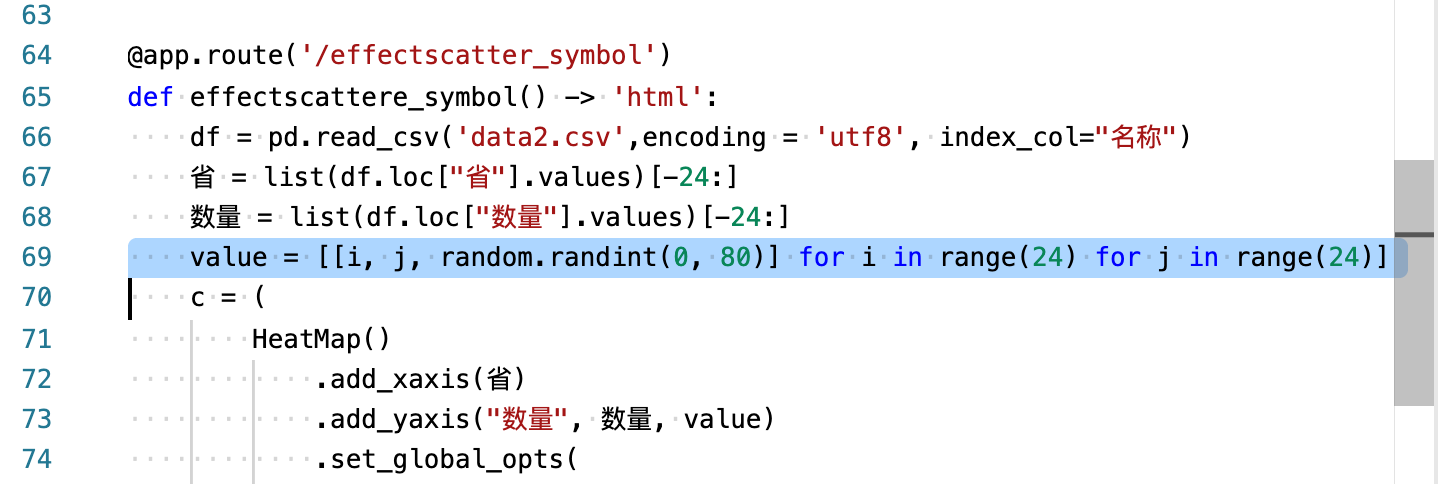 63
64 @app.route('/effectscatter_symbol')
65 def effectscattere_symbol() -> 'html':
66 df = pd.read_csv('data2.csv',encoding = 'utf8', index_col="名称")
67 省 = list(df.loc["省"].values)[-24:]
68 数量 = list(df.loc["数量"].values)[-24:]
69 value = [[i, j, random.randint(0, 80)] for i in range(24) for j in range(24)]
70 c = (
71 HeatMap()
72 .add_xaxis(省)
73 .add_yaxis("数量", 数量, value)
74 .set_global_opts(